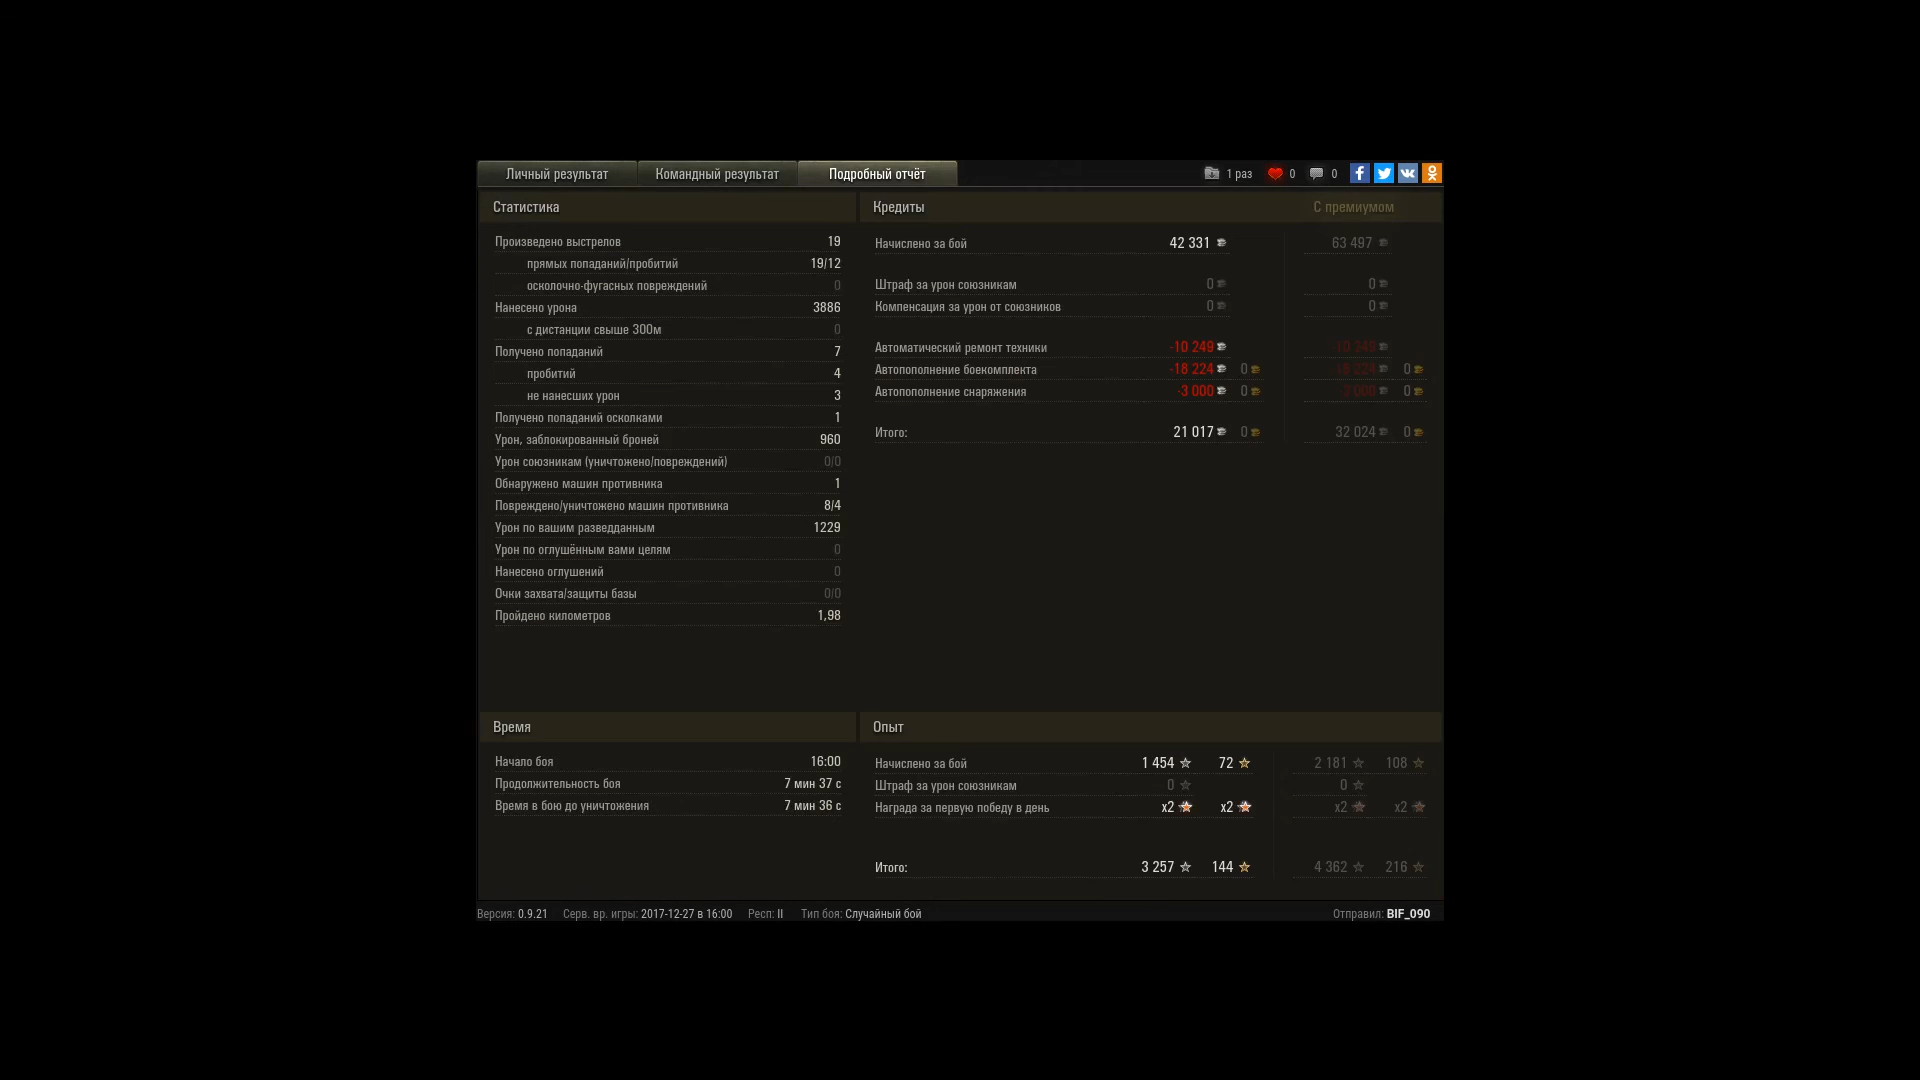 Личный результат Командный результат Подробный отчёт 1 раз 0 0
Статистика
Произведено выстрелов 19
прямых попаданий/пробитий 19/12
осколочно-фугасных повреждений 0
Нанесено урона 3886
с дистанции свыше 300м 0
Получено попаданий 7
пробитий 4
не нанесших урон 3
Получено попаданий осколками 1
Урон, заблокированный броней 960
Урон союзникам (уничтожено/повреждений) 0/0
Обнаружено машин противника 1
Повреждено/уничтожено машин противника 8/4
Урон по вашим разведданным 1229
Урон по оглушённым вами целям 0
Нанесено оглушений 0
Очки захвата/защиты базы 0/0
Пройдено километров 1,98
Кредиты С премиумом
Начислено за бой 42 331 63 497
Штраф за урон союзникам 0 0
Компенсация за урон от союзников 0 0
Автоматический ремонт техники -10 249 -10 249
Автопополнение боекомплекта -18 224 0 -18 224 0
Автопополнение снаряжения -3 000 0 -3 000 0
Итого: 21 017 0 32 024 0
Время
Начало боя 16:00
Продолжительность боя 7 мин 37 с
Время в бою до уничтожения 7 мин 36 с
Опыт
Начислено за бой 1 454 72 2 181 108
Штраф за урон союзникам 0 0
Награда за первую победу в день x2 x2 x2 x2
Итого: 3 257 144 4 362 216
Версия: 0.9.21 Серв. вр. игры: 2017-12-27 в 16:00 Респ: II Тип боя: Случайный бой Отправил: BIF_090